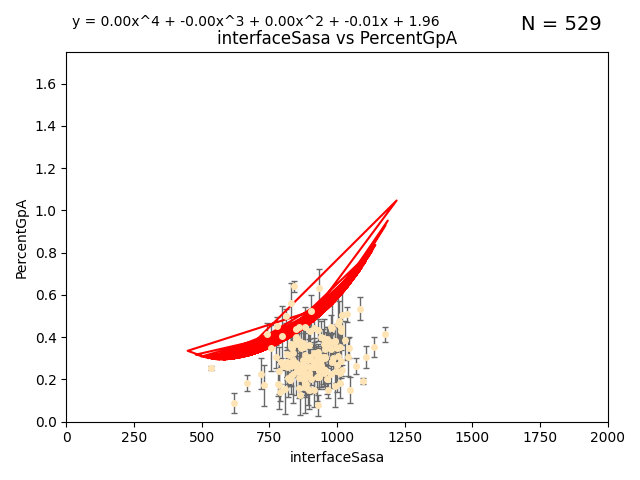 y = 0.00x^4 + -0.00x^3 + 0.00x^2 + -0.01x + 1.96
N = 529
interfaceSasa vs PercentGpA
PercentGpA
1.6
1.4
1.2
1.0
0.8
0.6
0.4
0.2
0.0
0 250 500 750 1000 1250 1500 1750 2000
interfaceSasa